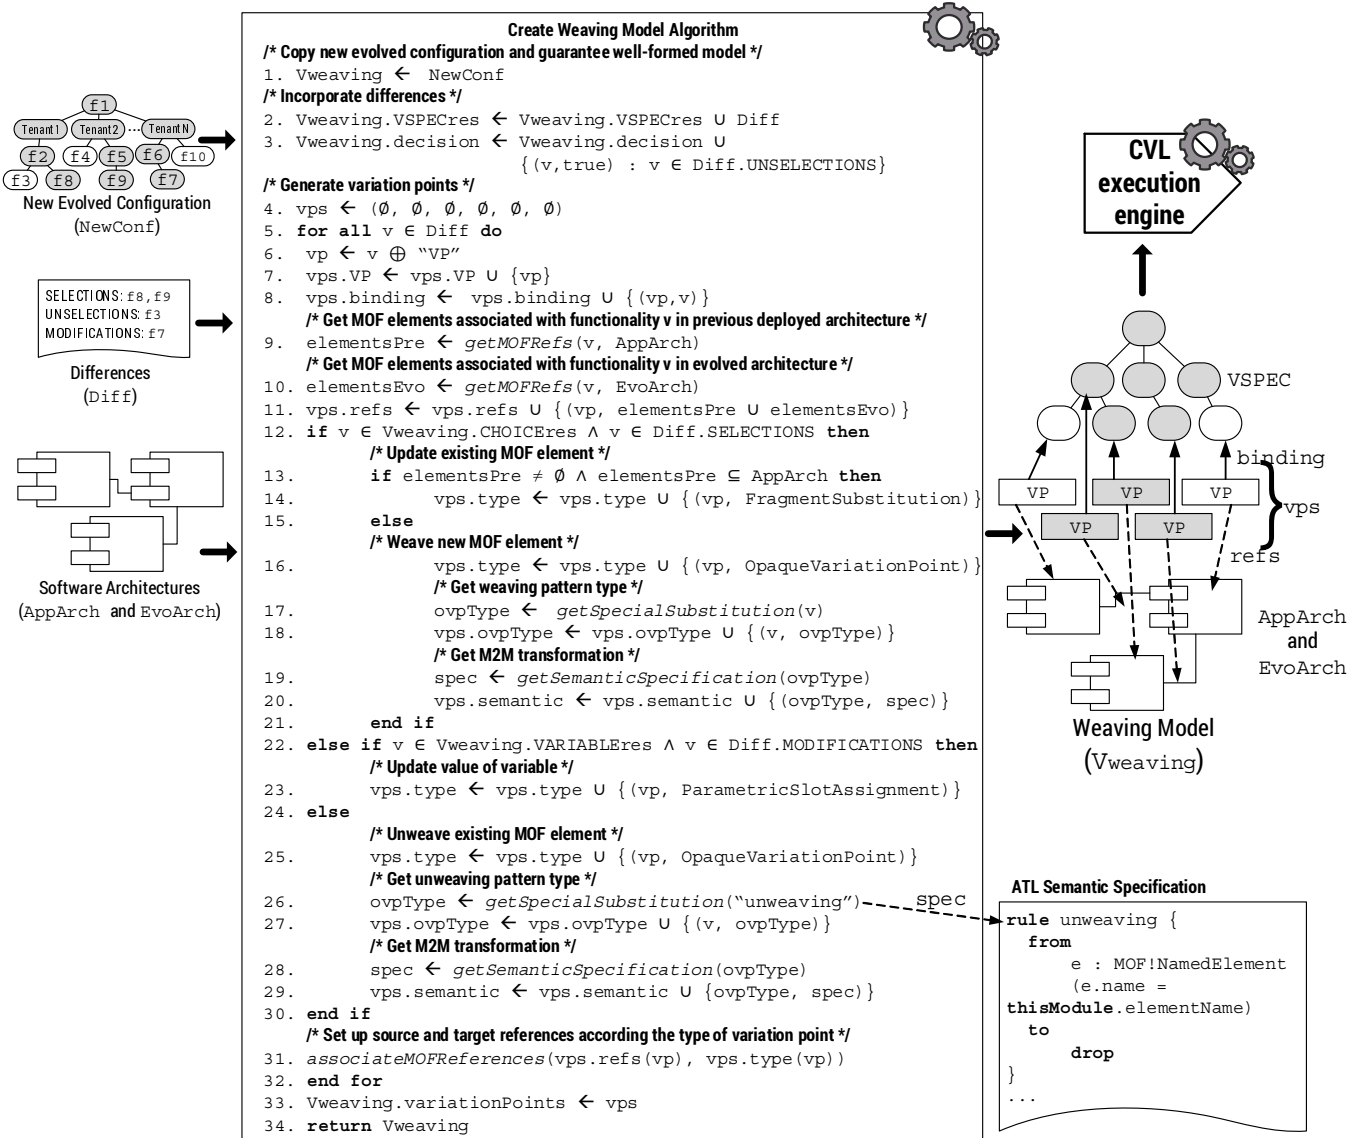 Create Weaving Model Algorithm
/* Copy new evolved configuration and guarantee well-formed model */
1. Vweaving ← NewConf
/* Incorporate differences */
2. Vweaving.VSPECres ← Vweaving.VSPECres ∪ Diff
3. Vweaving.decision ← Vweaving.decision ∪
{(v,true) : v ∈ Diff.UNSELECTIONS}
/* Generate variation points */
4. vps ← (Ø, Ø, Ø, Ø, Ø, Ø)
5. for all v ∈ Diff do
6. vp ← v ⊕ “VP”
7. vps.VP ← vps.VP ∪ {vp}
8. vps.binding ← vps.binding ∪ {(vp,v)}
/* Get MOF elements associated with functionality v in previous deployed architecture */
9. elementsPre ← getMOFRefs(v, AppArch)
/* Get MOF elements associated with functionality v in evolved architecture */
10. elementsEvo ← getMOFRefs(v, EvoArch)
11. vps.refs ← vps.refs ∪ {(vp, elementsPre ∪ elementsEvo)}
12. if v ∈ Vweaving.CHOICEres ∧ v ∈ Diff.SELECTIONS then
/* Update existing MOF element */
13. if elementsPre ≠ Ø ∧ elementsPre ⊆ AppArch then
14. vps.type ← vps.type ∪ {(vp, FragmentSubstitution)}
15. else
/* Weave new MOF element */
16. vps.type ← vps.type ∪ {(vp, OpaqueVariationPoint)}
/* Get weaving pattern type */
17. ovpType ← getSpecialSubstitution(v)
18. vps.ovpType ← vps.ovpType ∪ {(v, ovpType)}
/* Get M2M transformation */
19. spec ← getSemanticSpecification(ovpType)
20. vps.semantic ← vps.semantic ∪ {(ovpType, spec)}
21. end if
22. else if v ∈ Vweaving.VARIABLEres ∧ v ∈ Diff.MODIFICATIONS then
/* Update value of variable */
23. vps.type ← vps.type ∪ {(vp, ParametricSlotAssignment)}
24. else
/* Unweave existing MOF element */
25. vps.type ← vps.type ∪ {(vp, OpaqueVariationPoint)}
/* Get unweaving pattern type */
26. ovpType ← getSpecialSubstitution(“unweaving”)
27. vps.ovpType ← vps.ovpType ∪ {(v, ovpType)}
/* Get M2M transformation */
28. spec ← getSemanticSpecification(ovpType)
29. vps.semantic ← vps.semantic ∪ {ovpType, spec)}
30. end if
/* Set up source and target references according the type of variation point */
31. associateMOFReferences(vps.refs(vp), vps.type(vp))
32. end for
33. Vweaving.variationPoints ← vps
34. return Vweaving
f1
Tenant1 Tenant2 ... TenantN
f2 f4 f5 f6 f10
f3 f8 f9 f7
New Evolved Configuration
(NewConf)
SELECTIONS: f8,f9
UNSELECTIONS: f3
MODIFICATIONS: f7
Differences
(Diff)
Software Architectures
(AppArch and EvoArch)
CVL
execution
engine
VSPEC
binding
VP VP VP
vps
VP VP
refs
AppArch
and
EvoArch
Weaving Model
(Vweaving)
spec
ATL Semantic Specification
rule unweaving {
from
e : MOF!NamedElement
(e.name =
thisModule.elementName)
to
drop
}
...